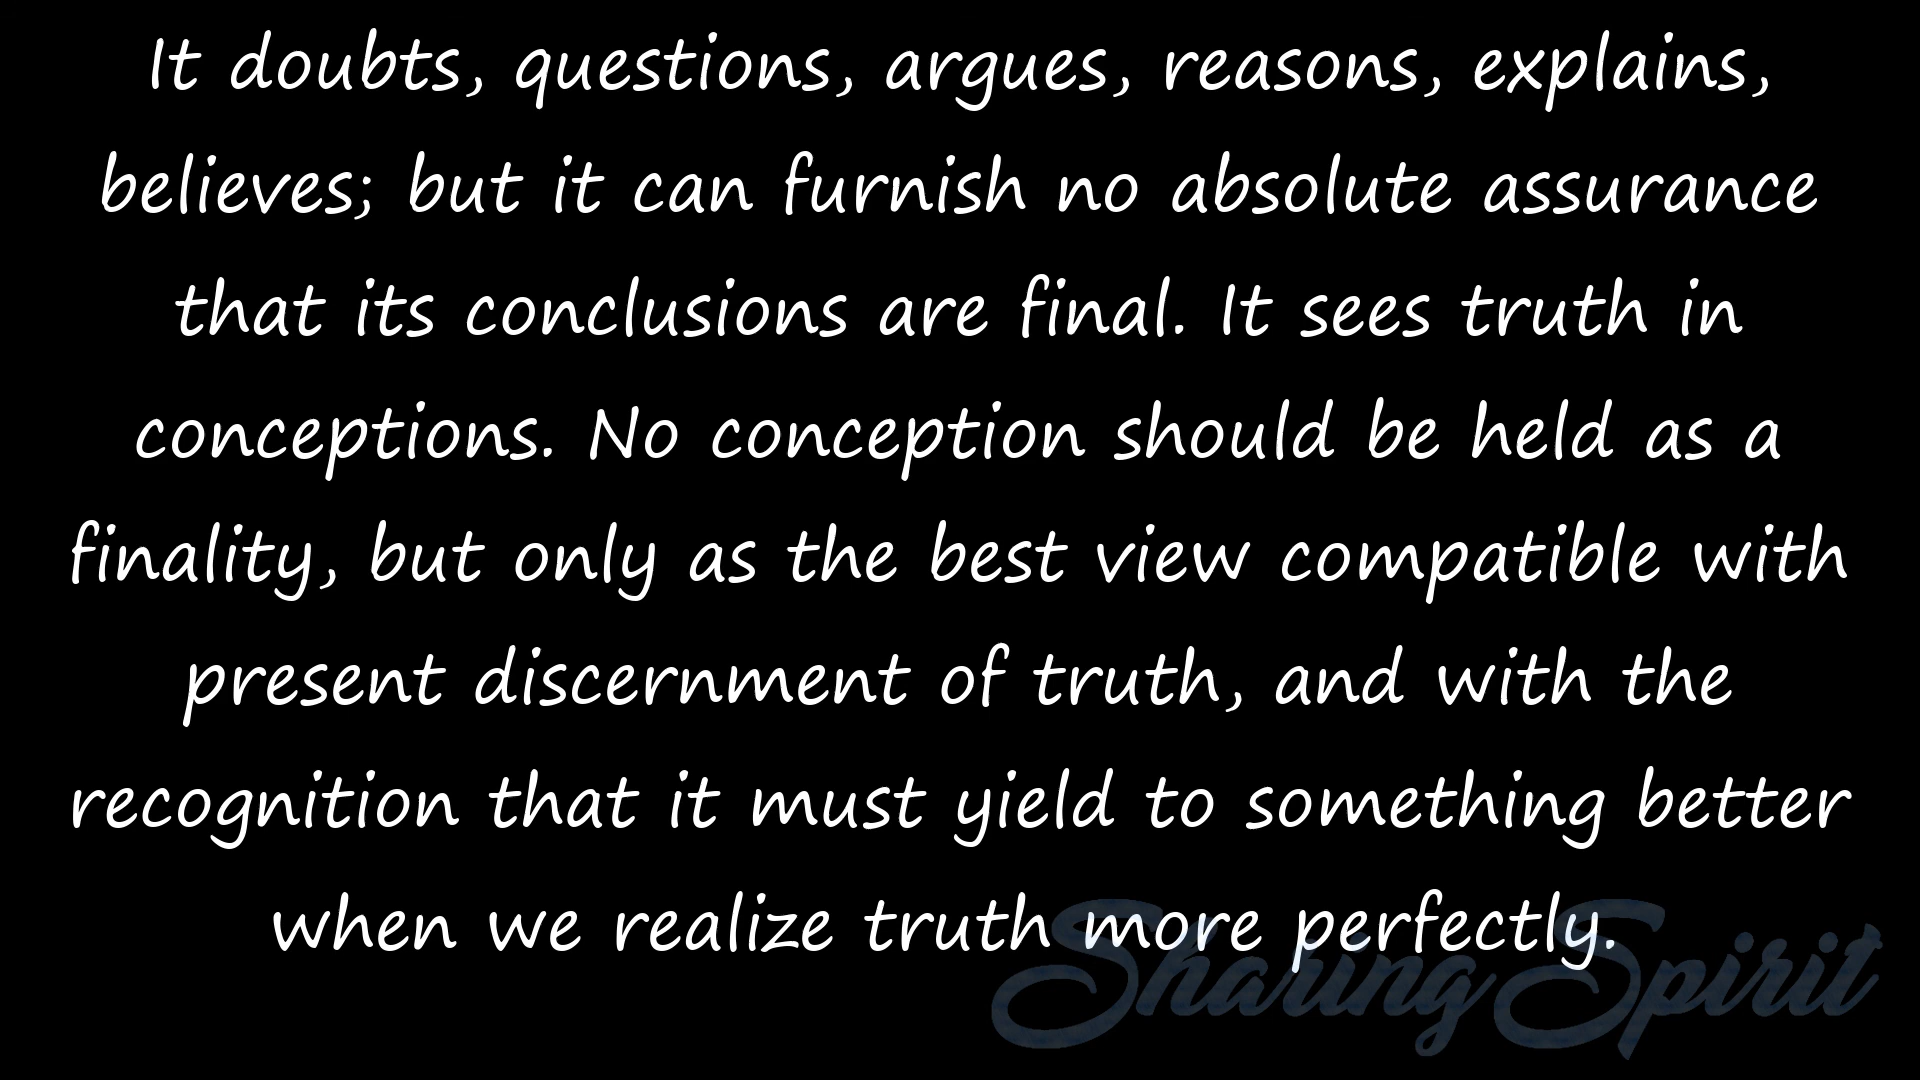 It doubts, questions, argues, reasons, explains,
believes; but it can furnish no absolute assurance
that its conclusions are final. It sees truth in
conceptions. No conception should be held as a
finality, but only as the best view compatible with
present discernment of truth, and with the
recognition that it must yield to something better
when we realize truth more perfectly.
SharingSpirit